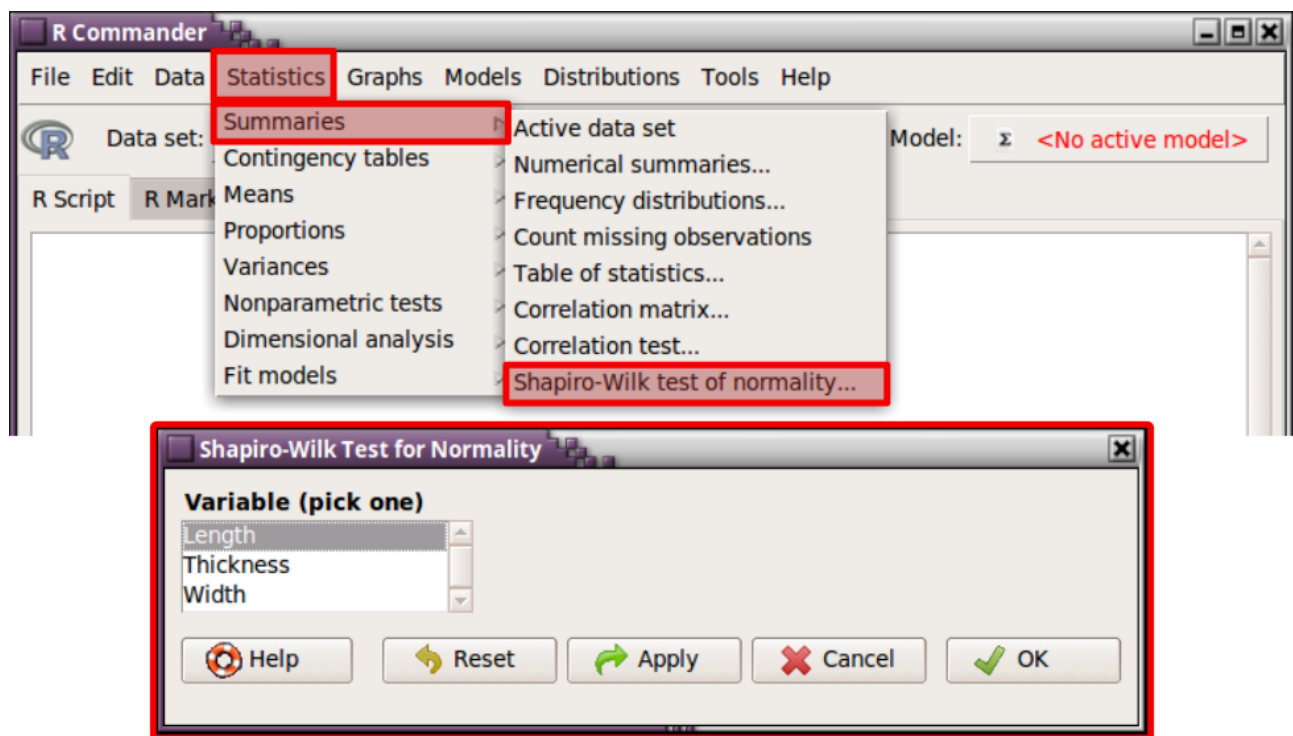 R Commander
File Edit Data Statistics Graphs Models Distributions Tools Help
R Data set: Model: Σ <No active model>
R Script R Mark
Summaries
Contingency tables
Means
Proportions
Variances
Nonparametric tests
Dimensional analysis
Fit models
Active data set
Numerical summaries...
Frequency distributions...
Count missing observations
Table of statistics...
Correlation matrix...
Correlation test...
Shapiro-Wilk test of normality...
Shapiro-Wilk Test for Normality
Variable (pick one)
Length
Thickness
Width
Help Reset Apply Cancel OK